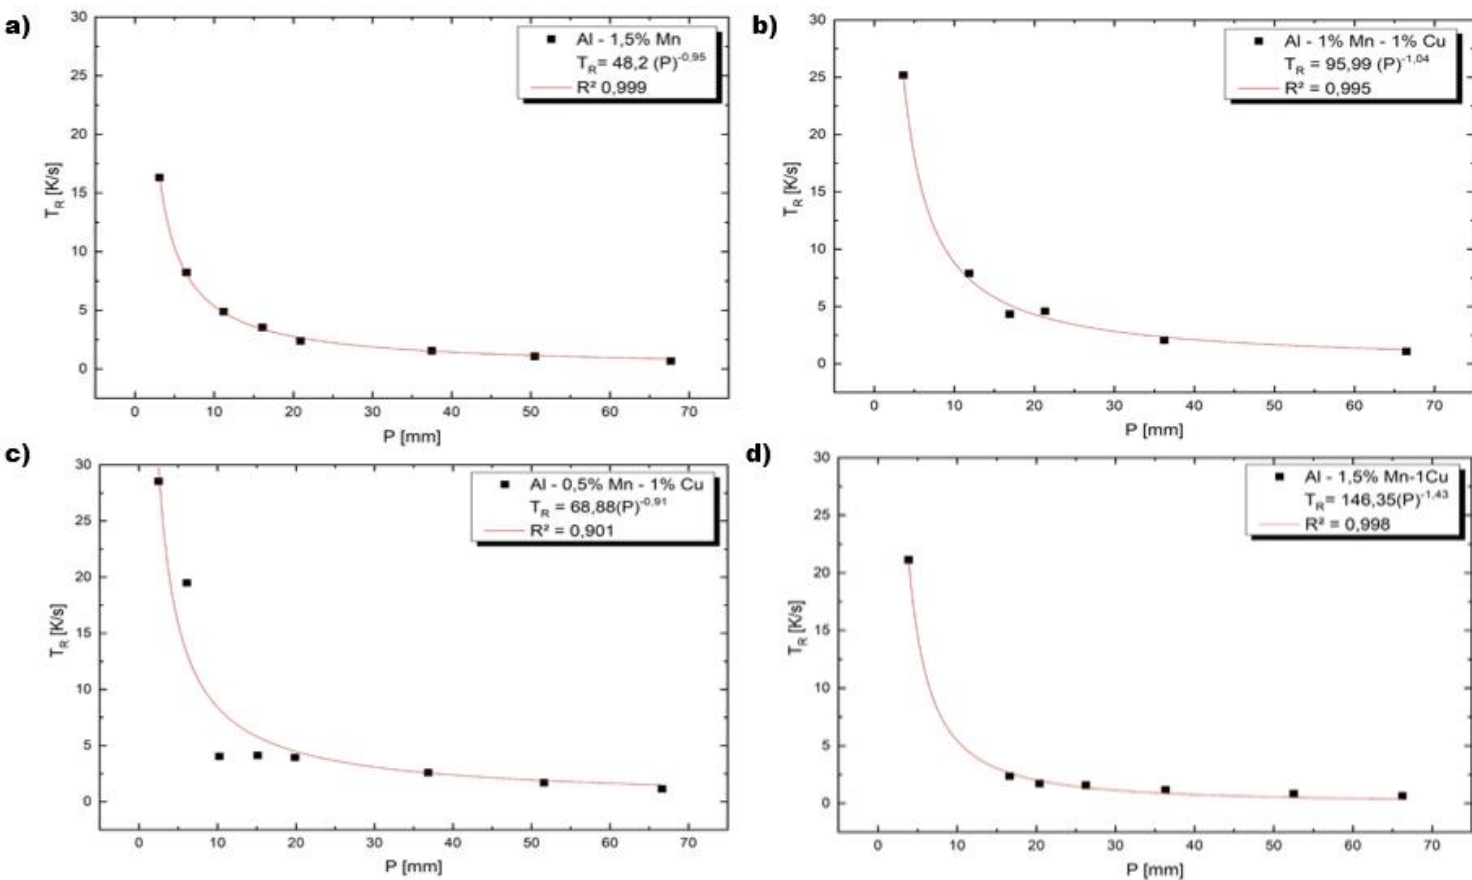 a)
Al - 1,5% Mn
T_R= 48,2 (P)^-0,95
R² 0,999
30
25
20
15
10
5
0
T_R [K/s]
0 10 20 30 40 50 60 70
P [mm]
b)
Al - 1% Mn - 1% Cu
T_R = 95,99 (P)^-1,04
R² = 0,995
30
25
20
15
10
5
0
T_R [K/s]
0 10 20 30 40 50 60 70
P [mm]
c)
Al - 0,5% Mn - 1% Cu
T_R = 68,88(P)^-0,91
R² = 0,901
30
25
20
15
10
5
0
T_R [K/s]
0 10 20 30 40 50 60 70
P [mm]
d)
Al - 1,5% Mn-1Cu
T_R= 146,35(P)^-1,43
R² = 0,998
30
25
20
15
10
5
0
T_R [K/s]
0 10 20 30 40 50 60 70
P [mm]